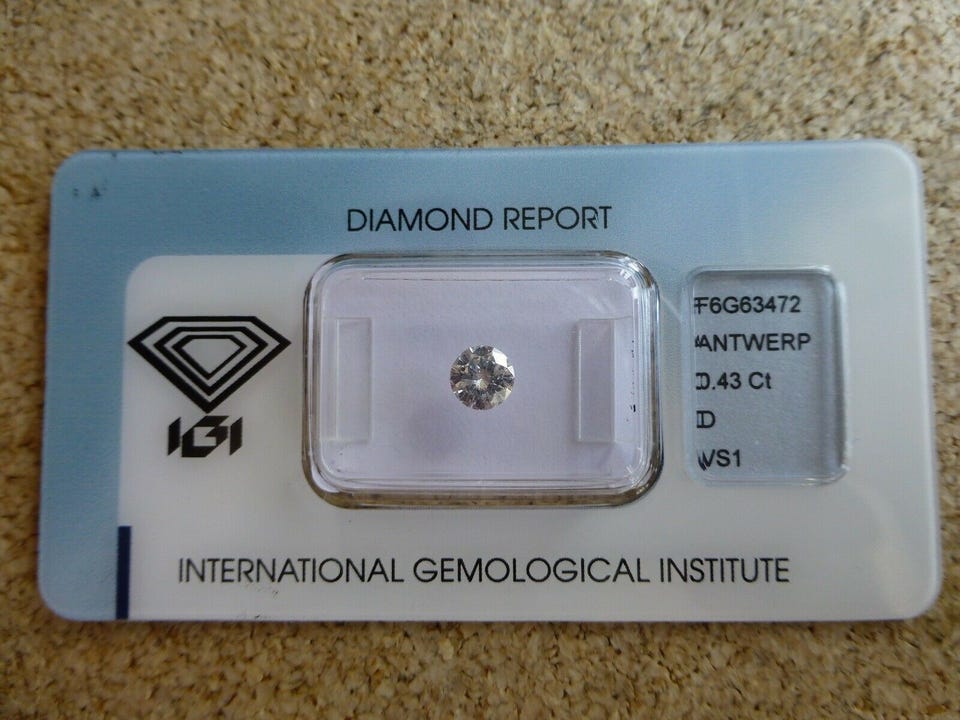 DIAMOND REPORT
IGI
F6G63472
ANTWERP
0.43 Ct
D
VS1
INTERNATIONAL GEMOLOGICAL INSTITUTE